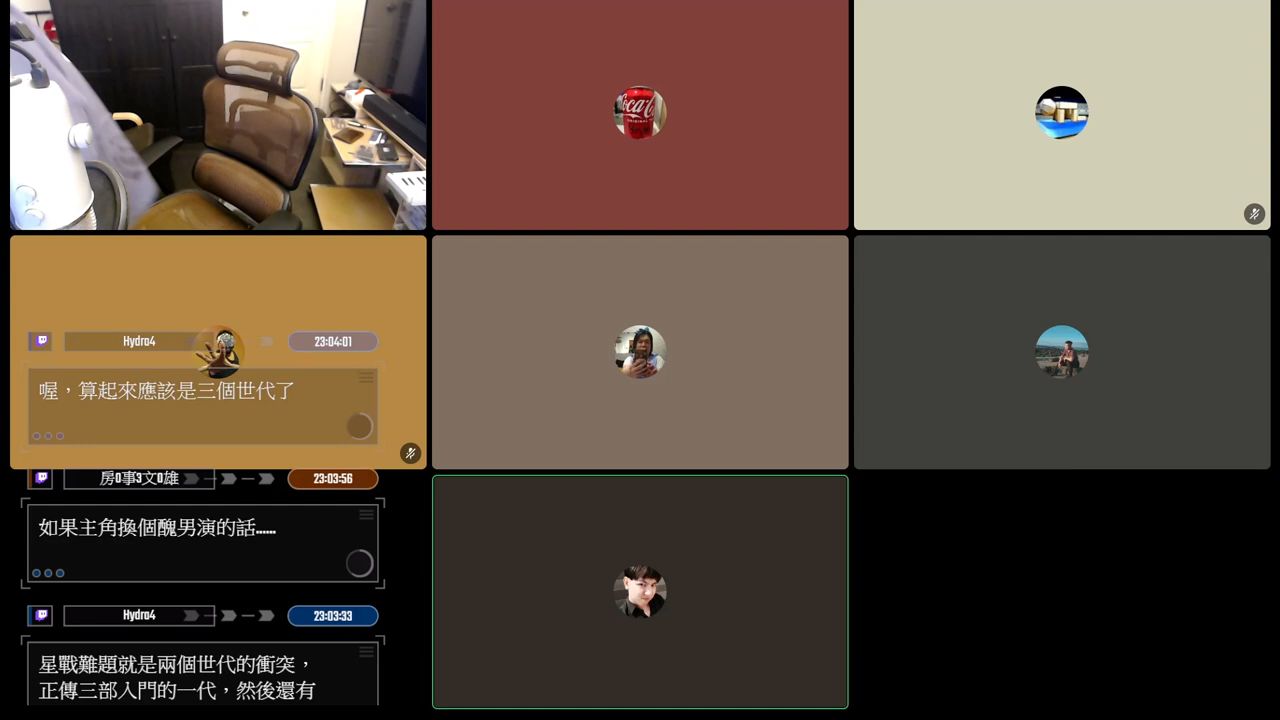 Coca-Cola
Hydra4
23:04:01
喔，算起來應該是三個世代了
房0事3文0雄
23:03:56
如果主角換個醜男演的話......
Hydra4
23:03:33
星戰難題就是兩個世代的衝突，
正傳三部入門的一代，然後還有